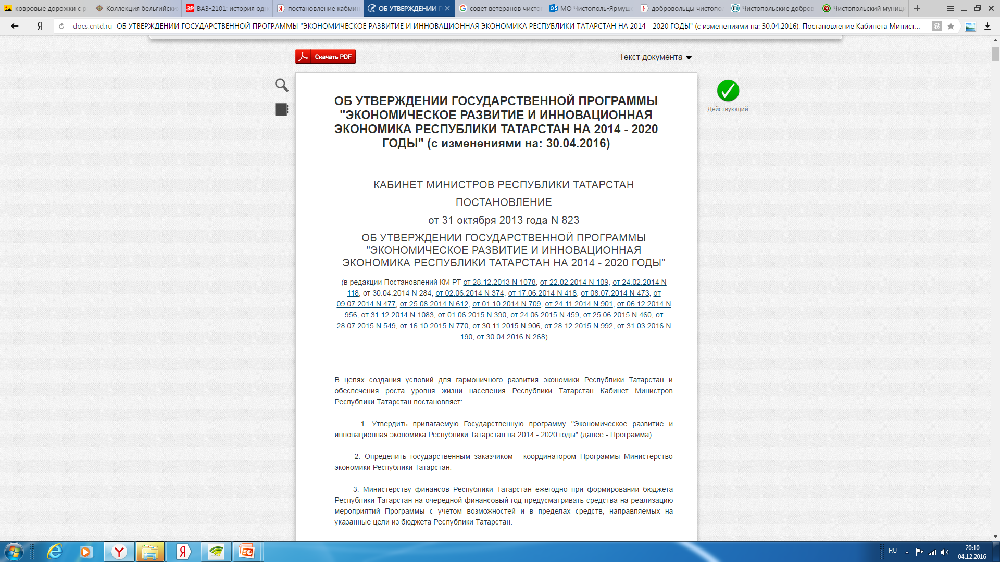 ковровые дорожки с р
Коллекция бельгийских
ВАЗ-2101: история одн
постановление кабмин
ОБ УТВЕРЖДЕНИИ Г
совет ветеранов чистоп
МО Чистополь-Ярмуш
добровольцы чистопол
Чистопольские добров
Чистопольский муници
docs.cntd.ru ОБ УТВЕРЖДЕНИИ ГОСУДАРСТВЕННОЙ ПРОГРАММЫ "ЭКОНОМИЧЕСКОЕ РАЗВИТИЕ И ИННОВАЦИОННАЯ ЭКОНОМИКА РЕСПУБЛИКИ ТАТАРСТАН НА 2014 - 2020 ГОДЫ" (с изменениями на: 30.04.2016), Постановление Кабинета Минист...
Скачать PDF
Текст документа
Действующий
ОБ УТВЕРЖДЕНИИ ГОСУДАРСТВЕННОЙ ПРОГРАММЫ
"ЭКОНОМИЧЕСКОЕ РАЗВИТИЕ И ИННОВАЦИОННАЯ
ЭКОНОМИКА РЕСПУБЛИКИ ТАТАРСТАН НА 2014 - 2020
ГОДЫ" (с изменениями на: 30.04.2016)
КАБИНЕТ МИНИСТРОВ РЕСПУБЛИКИ ТАТАРСТАН
ПОСТАНОВЛЕНИЕ
от 31 октября 2013 года N 823
ОБ УТВЕРЖДЕНИИ ГОСУДАРСТВЕННОЙ ПРОГРАММЫ
"ЭКОНОМИЧЕСКОЕ РАЗВИТИЕ И ИННОВАЦИОННАЯ
ЭКОНОМИКА РЕСПУБЛИКИ ТАТАРСТАН НА 2014 - 2020 ГОДЫ"
(в редакции Постановлений КМ РТ от 28.12.2013 N 1078, от 22.02.2014 N 109, от 24.02.2014 N
118, от 30.04.2014 N 284, от 02.06.2014 N 374, от 17.06.2014 N 418, от 08.07.2014 N 473, от
09.07.2014 N 477, от 25.08.2014 N 612, от 01.10.2014 N 709, от 24.11.2014 N 901, от 06.12.2014 N
956, от 31.12.2014 N 1083, от 01.06.2015 N 390, от 24.06.2015 N 459, от 25.06.2015 N 460, от
28.07.2015 N 549, от 16.10.2015 N 770, от 30.11.2015 N 906, от 28.12.2015 N 992, от 31.03.2016 N
190, от 30.04.2016 N 268)
В целях создания условий для гармоничного развития экономики Республики Татарстан и
обеспечения роста уровня жизни населения Республики Татарстан Кабинет Министров
Республики Татарстан постановляет:
1. Утвердить прилагаемую Государственную программу "Экономическое развитие и
инновационная экономика Республики Татарстан на 2014 - 2020 годы" (далее - Программа).
2. Определить государственным заказчиком - координатором Программы Министерство
экономики Республики Татарстан.
3. Министерству финансов Республики Татарстан ежегодно при формировании бюджета
Республики Татарстан на очередной финансовый год предусматривать средства на реализацию
мероприятий Программы с учетом возможностей и в пределах средств, направляемых на
указанные цели из бюджета Республики Татарстан.
RU
20:10
04.12.2016